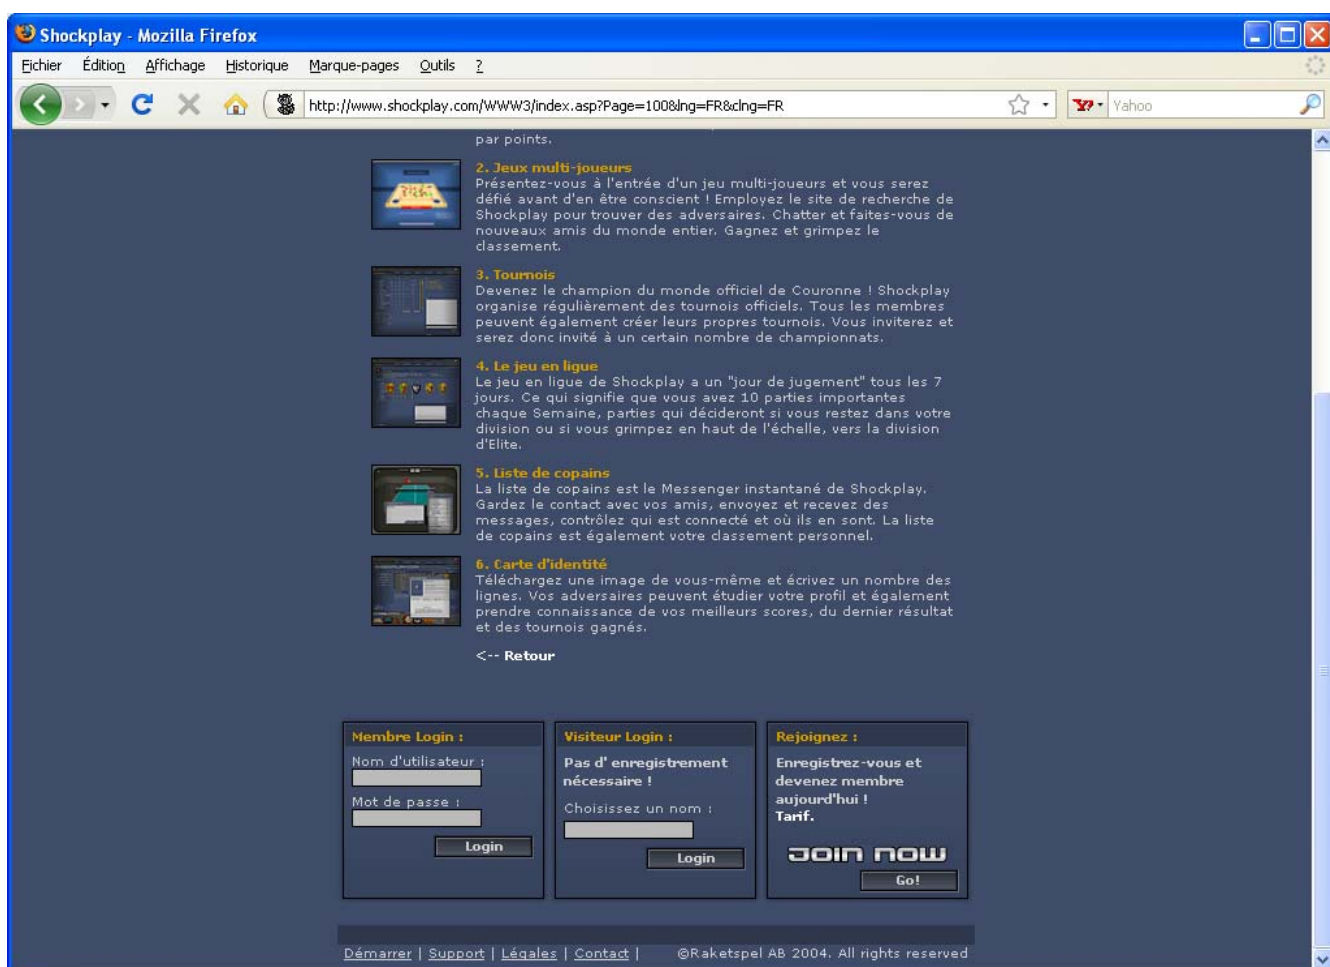 Shockplay - Mozilla Firefox
Fichier Édition Affichage Historique Marque-pages Outils ?
http://www.shockplay.com/WWW3/index.asp?Page=100&lng=FR&clng=FR
Yahoo
par points.
2. Jeux multi-joueurs
Présentez-vous à l'entrée d'un jeu multi-joueurs et vous serez
défié avant d'en être conscient ! Employez le site de recherche de
Shockplay pour trouver des adversaires. Chatter et faites-vous de
nouveaux amis du monde entier. Gagnez et grimpez le
classement.
3. Tournois
Devenez le champion du monde officiel de Couronne ! Shockplay
organise régulièrement des tournois officiels. Tous les membres
peuvent également créer leurs propres tournois. Vous inviterez et
serez donc invité à un certain nombre de championnats.
4. Le jeu en ligue
Le jeu en ligue de Shockplay a un "jour de jugement" tous les 7
jours. Ce qui signifie que vous avez 10 parties importantes
chaque Semaine, parties qui décideront si vous restez dans votre
division ou si vous grimpez en haut de l'échelle, vers la division
d'Elite.
5. Liste de copains
La liste de copains est le Messenger instantané de Shockplay.
Gardez le contact avec vos amis, envoyez et recevez des
messages, contrôlez qui est connecté et où ils en sont. La liste
de copains est également votre classement personnel.
6. Carte d'identité
Téléchargez une image de vous-même et écrivez un nombre des
lignes. Vos adversaires peuvent étudier votre profil et également
prendre connaissance de vos meilleurs scores, du dernier résultat
et des tournois gagnés.
<-- Retour
Membre Login :
Nom d'utilisateur :
Mot de passe :
Login
Visiteur Login :
Pas d' enregistrement
nécessaire !
Choisissez un nom :
Login
Rejoignez :
Enregistrez-vous et
devenez membre
aujourd'hui !
Tarif.
JOIN NOW
Go!
Démarrer | Support | Légales | Contact | ©Raketspel AB 2004. All rights reserved